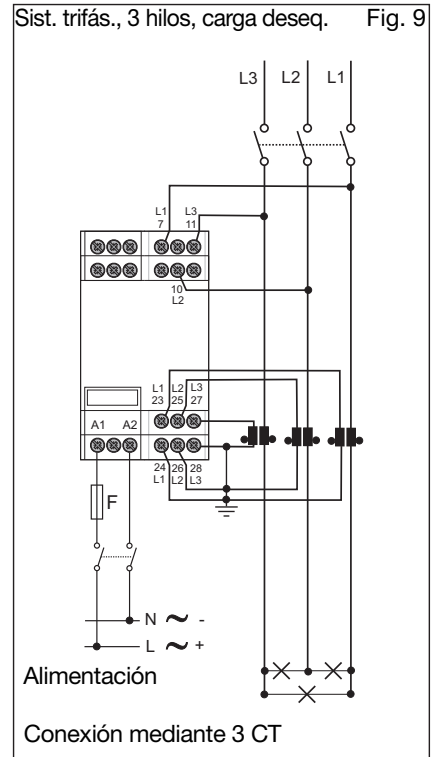 Sist. trifás., 3 hilos, carga deseq. Fig. 9
L3 L2 L1
L1 L3
7 11
10
L2
L1 L2 L3
23 25 27
A1 A2
24 26 28
L1 L2 L3
F
N ~ -
L ~ +
Alimentación
Conexión mediante 3 CT